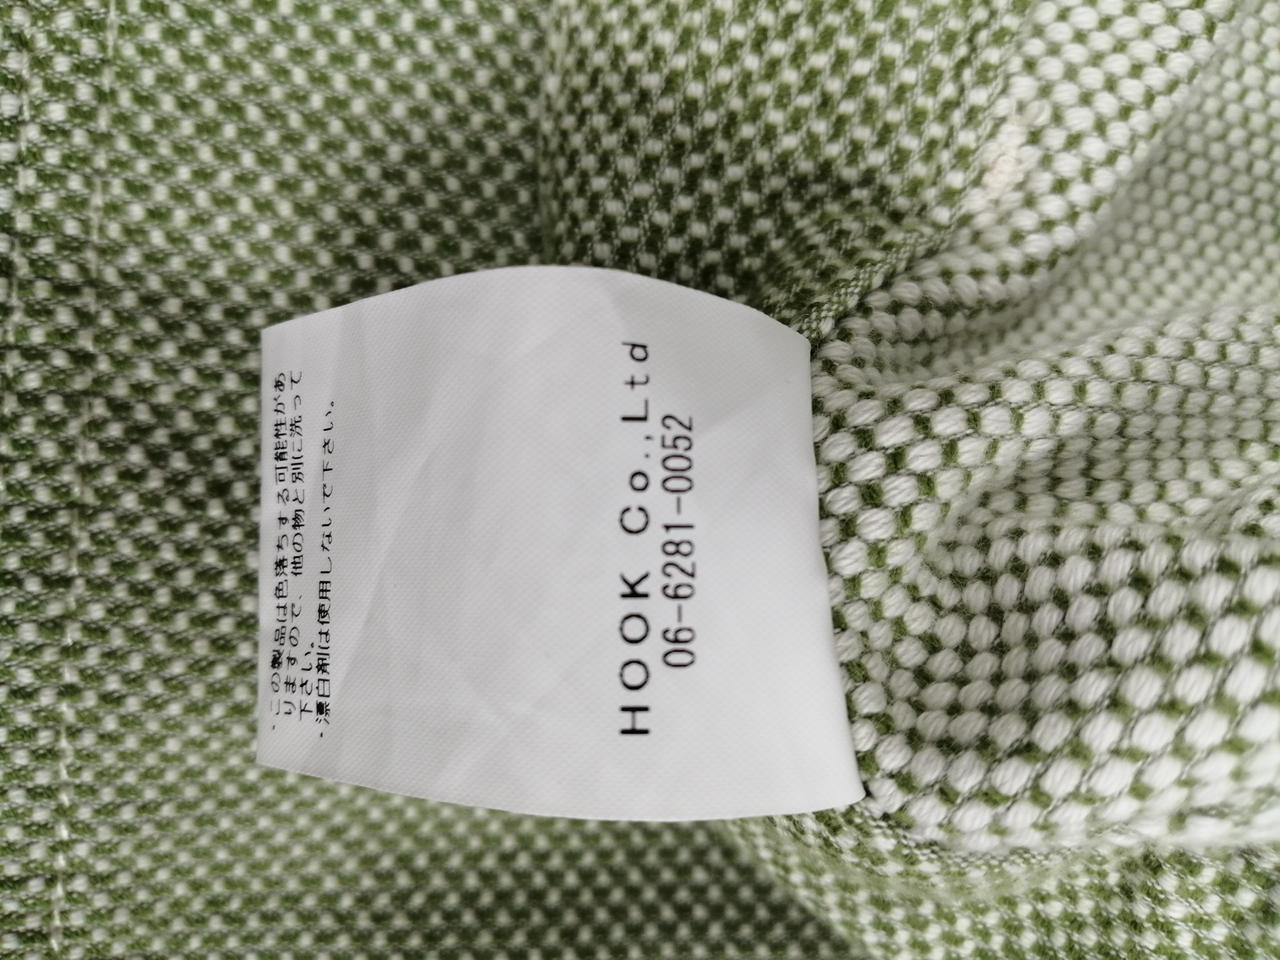 ・この製品は色落ちする可能性があ
りますので、他の物と別に洗って
下さい。
・漂白剤は使用しないで下さい。
HOOK Co.,Ltd
06-6281-0052